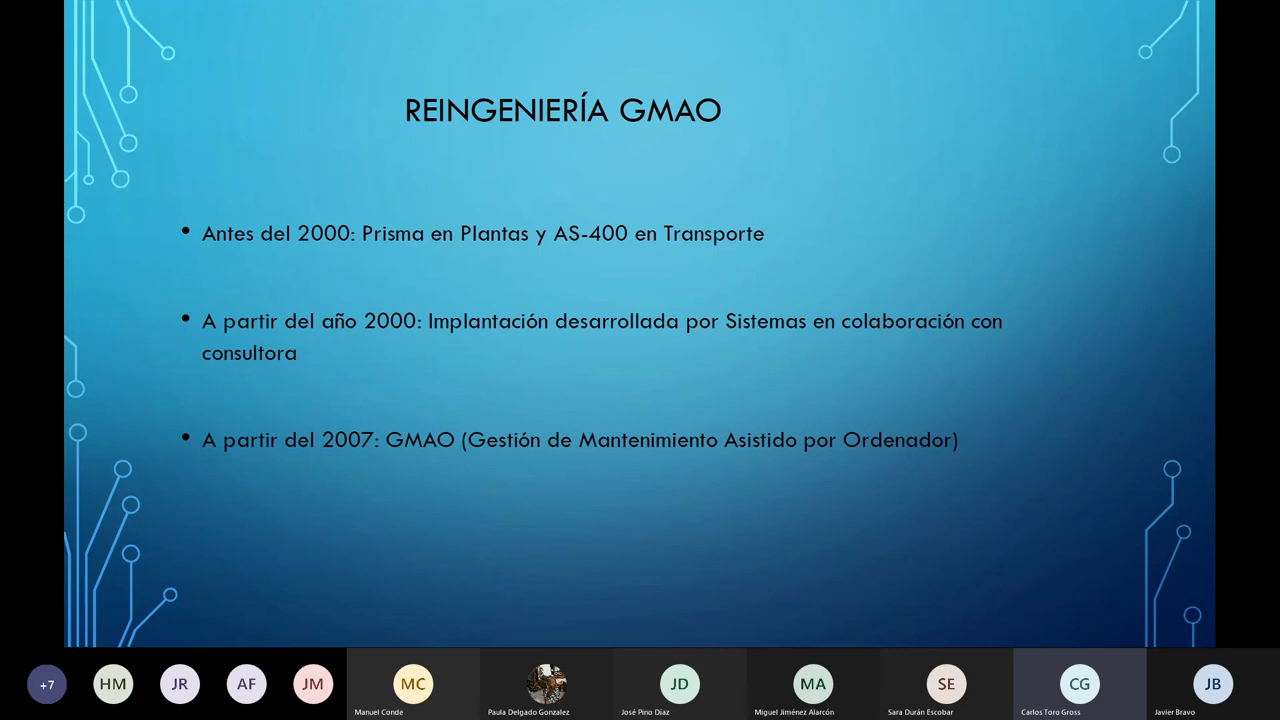 REINGENIERÍA GMAO
• Antes del 2000: Prisma en Plantas y AS-400 en Transporte
• A partir del año 2000: Implantación desarrollada por Sistemas en colaboración con
consultora
• A partir del 2007: GMAO (Gestión de Mantenimiento Asistido por Ordenador)
+7
HM
JR
AF
JM
MC
JD
MA
SE
CG
JB
Manuel Conde
Paula Delgado Gonzalez
José Pino Díaz
Miguel Jiménez Alarcón
Sara Durán Escobar
Carlos Toro Gross
Javier Bravo